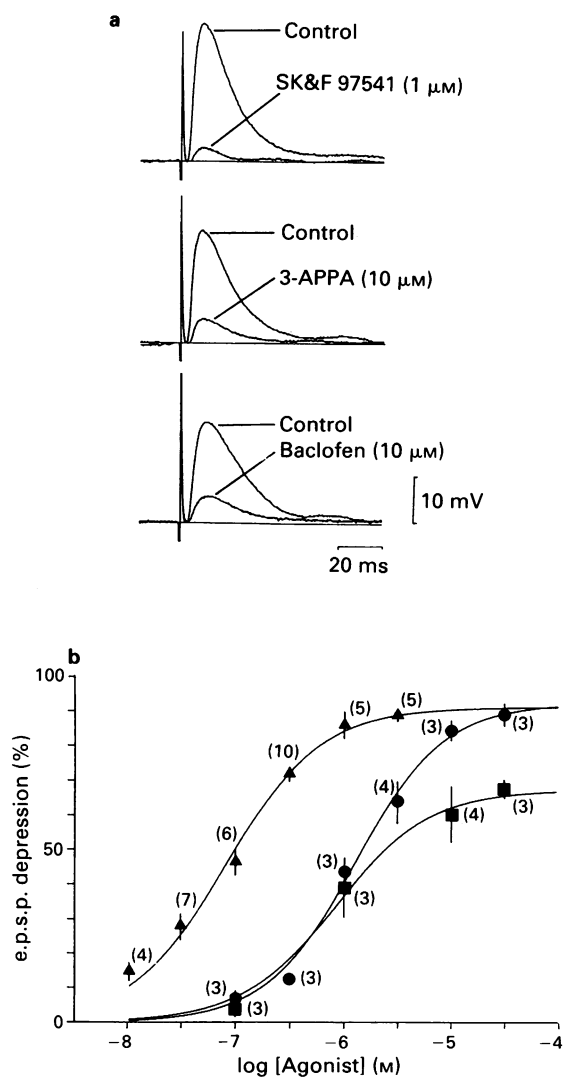 a
Control
SK&F 97541 (1 μM)
Control
3-APPA (10 μM)
Control
Baclofen (10 μM)
10 mV
20 ms
b
100
50
0
e.p.s.p. depression (%)
(4)
(7)
(6)
(10)
(5)
(5)
(3)
(3)
(3)
(3)
(3)
(4)
(3)
(4)
(3)
(3)
−8 −7 −6 −5 −4
log [Agonist] (M)